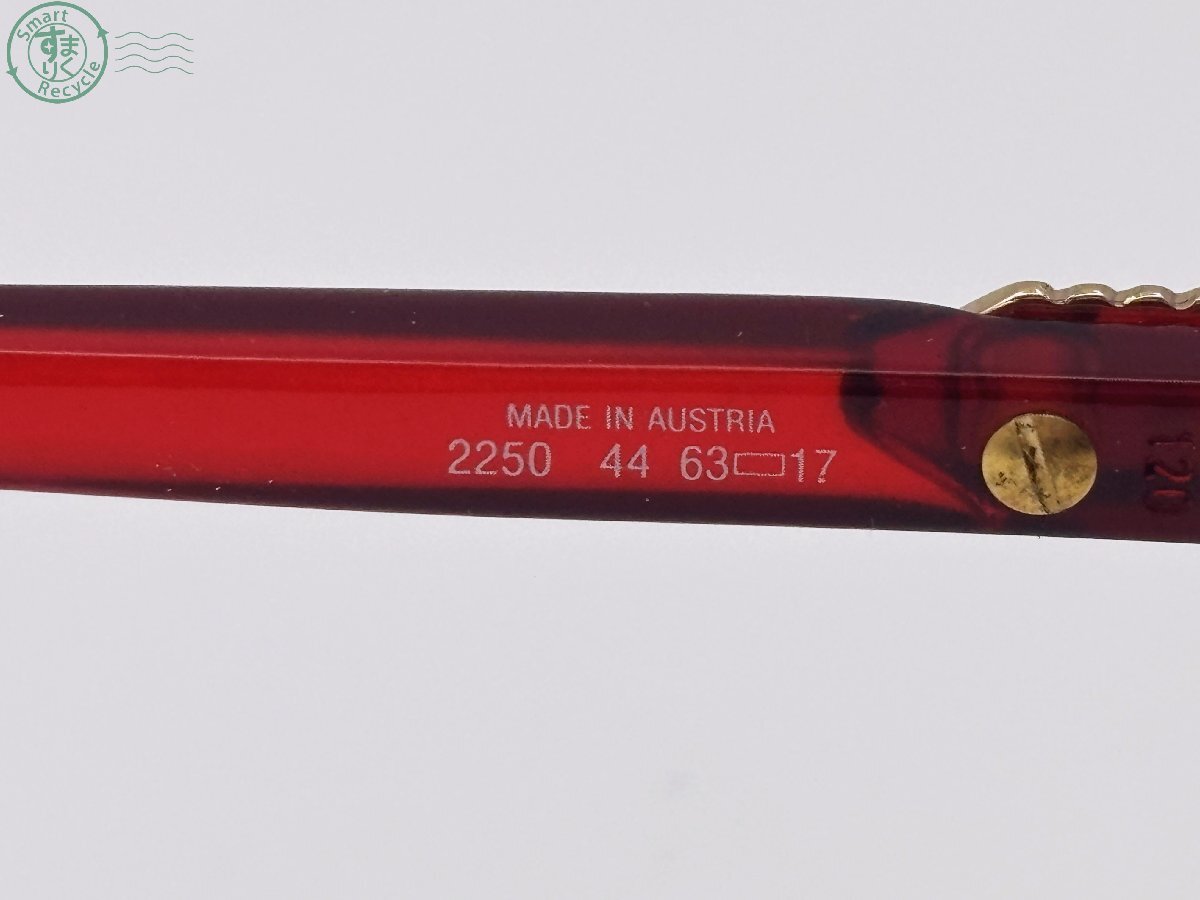 Smart
すまりく
Recycle
MADE IN AUSTRIA
2250 44 63▭17
120